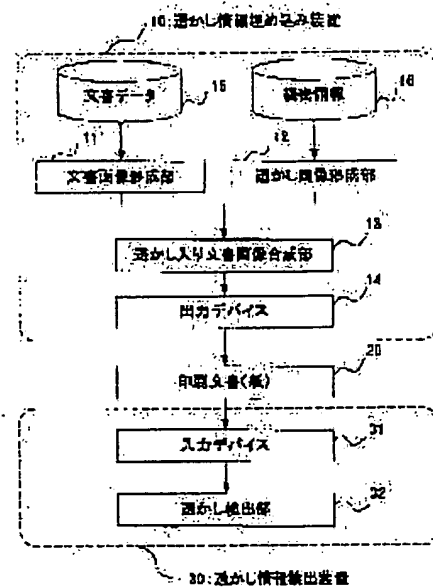 10:透かし情報埋め込み装置
文書データ
15
機密情報
16
11
12
文書画像形成部
透かし画像形成部
13
透かし入り文書画像合成部
14
出力デバイス
20
印刷文書(紙)
31
入力デバイス
32
透かし検出部
30:透かし情報検出装置